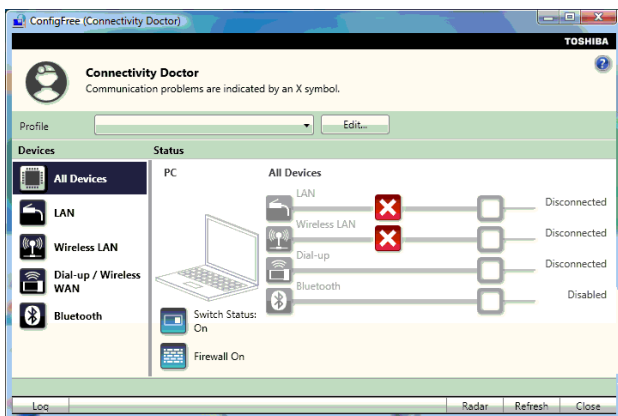 ConfigFree (Connectivity Doctor)
TOSHIBA
Connectivity Doctor
Communication problems are indicated by an X symbol.
?
Profile
Edit...
Devices
Status
All Devices
LAN
Wireless LAN
Dial-up / Wireless
WAN
Bluetooth
PC
Switch Status:
On
Firewall On
All Devices
LAN
Disconnected
Wireless LAN
Disconnected
Dial-up
Disconnected
Bluetooth
Disabled
Log
Radar
Refresh
Close